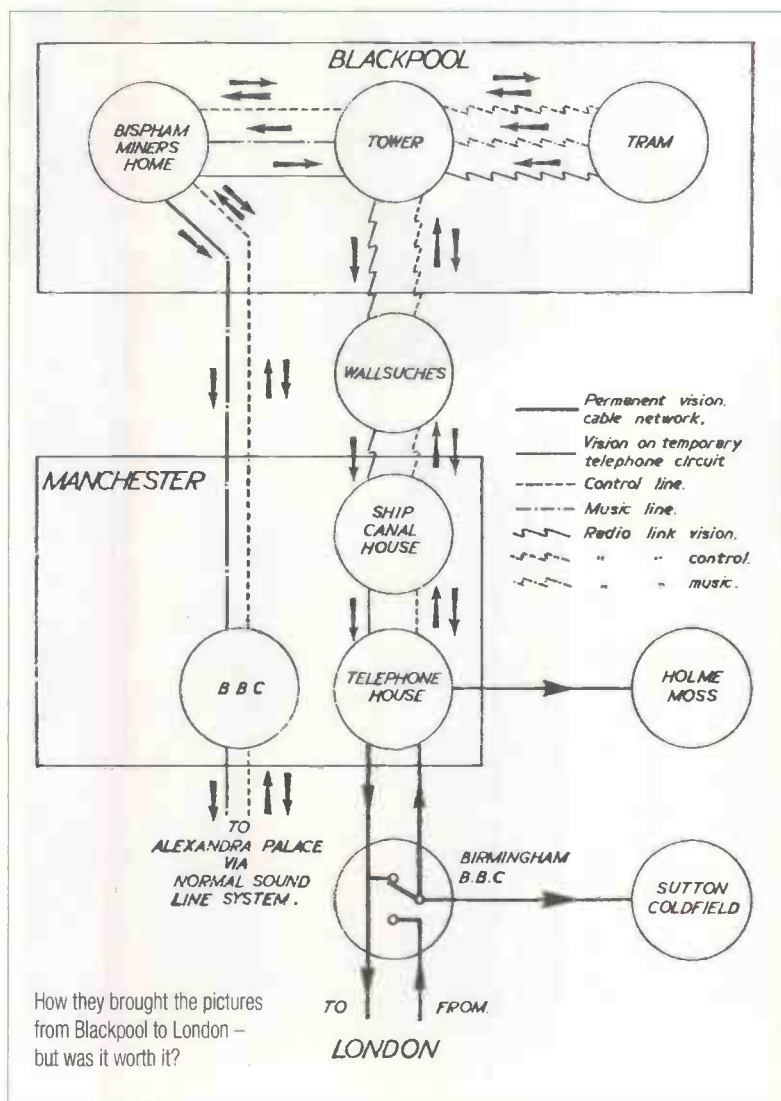 BLACKPOOL
BISPHAM
MINERS
HOME
TOWER
TRAM
WALLSUCHES
Permanent vision.
cable network.
Vision on temporary
telephone circuit
Control line.
Music line.
Radio link vision.
" " control.
" " music.
MANCHESTER
SHIP
CANAL
HOUSE
B B C
TELEPHONE
HOUSE
HOLME
MOSS
TO
ALEXANDRA PALACE
VIA
NORMAL SOUND
LINE SYSTEM.
BIRMINGHAM
B.B.C
SUTTON
COLDFIELD
How they brought the pictures
from Blackpool to London –
but was it worth it?
TO FROM.
LONDON